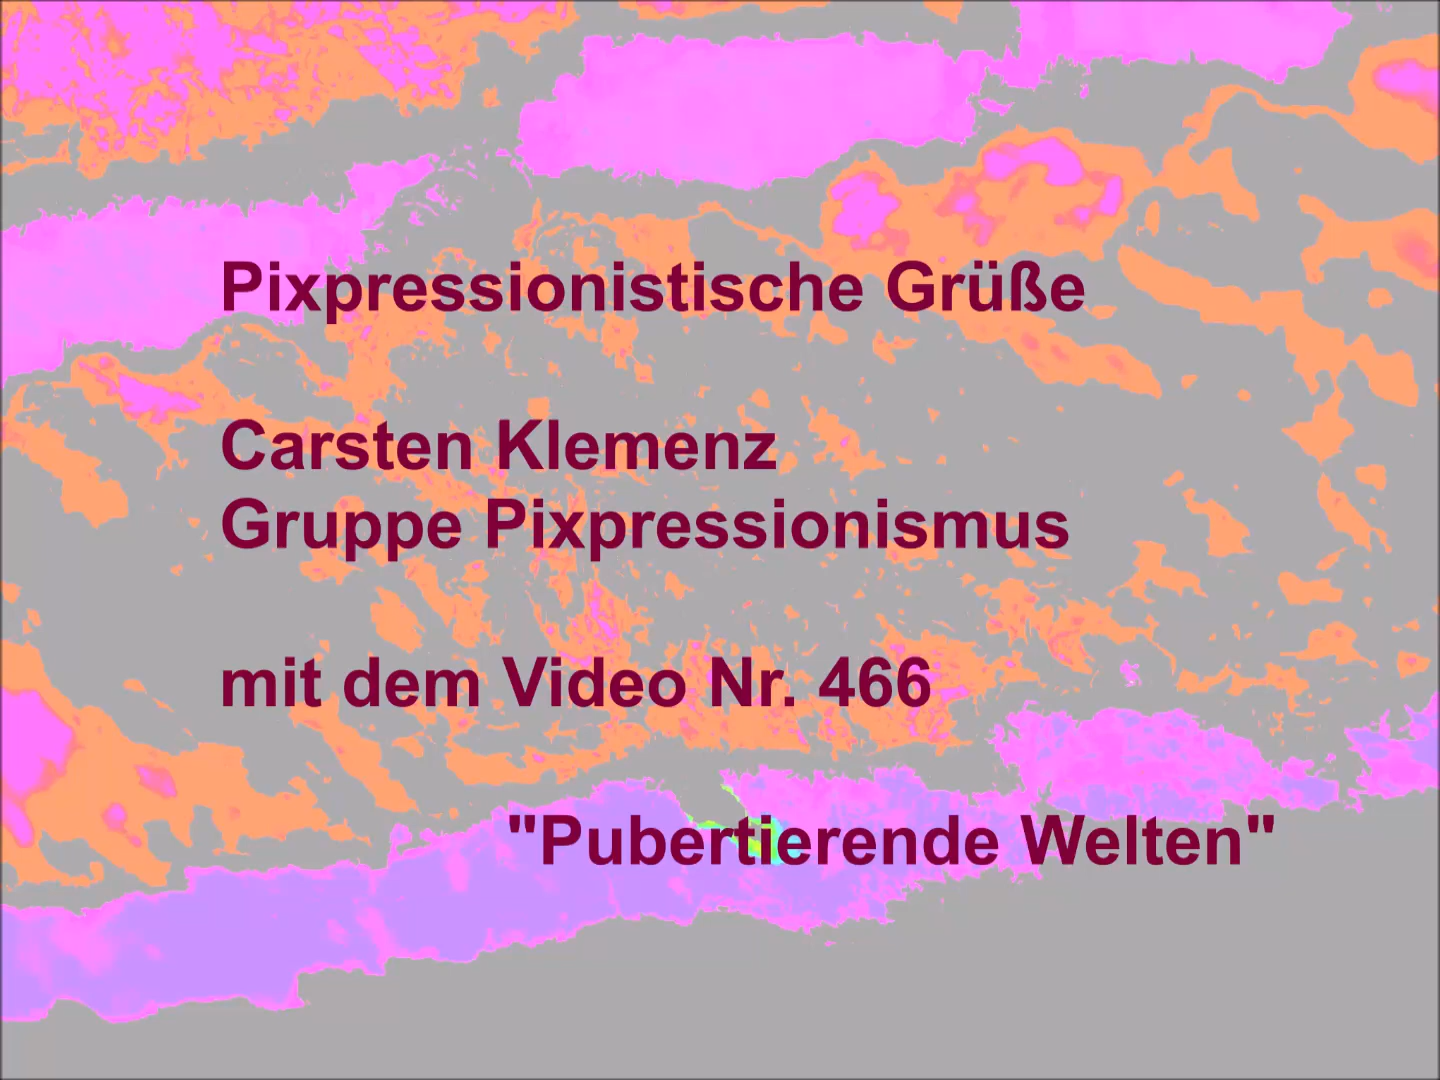 Pixpressionistische Grüße
Carsten Klemenz
Gruppe Pixpressionismus
mit dem Video Nr. 466
"Pubertierende Welten"